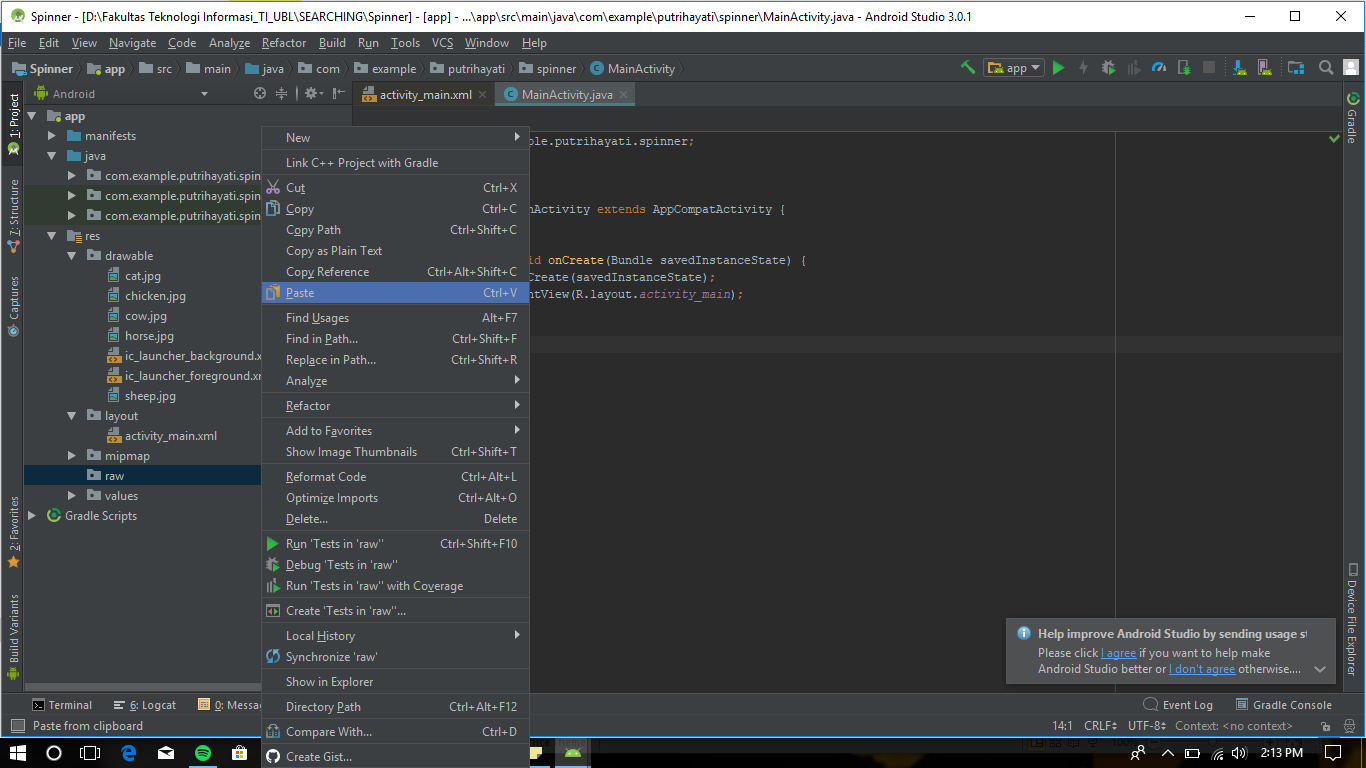 Spinner - [D:\Fakultas Teknologi Informasi_TI_UBL\SEARCHING\Spinner] - [app] - ...\app\src\main\java\com\example\putrihayati\spinner\MainActivity.java - Android Studio 3.0.1
File Edit View Navigate Code Analyze Refactor Build Run Tools VCS Window Help
Spinner app src main java com example putrihayati spinner MainActivity
app
Android
activity_main.xml
MainActivity.java
1: Project
7: Structure
Captures
2: Favorites
Build Variants
app
manifests
java
com.example.putrihayati.spin
com.example.putrihayati.spin
com.example.putrihayati.spin
res
drawable
cat.jpg
chicken.jpg
cow.jpg
horse.jpg
ic_launcher_background.x
ic_launcher_foreground.xr
sheep.jpg
layout
activity_main.xml
mipmap
raw
values
Gradle Scripts
New
Link C++ Project with Gradle
Cut Ctrl+X
Copy Ctrl+C
Copy Path Ctrl+Shift+C
Copy as Plain Text
Copy Reference Ctrl+Alt+Shift+C
Paste Ctrl+V
Find Usages Alt+F7
Find in Path... Ctrl+Shift+F
Replace in Path... Ctrl+Shift+R
Analyze
Refactor
Add to Favorites
Show Image Thumbnails Ctrl+Shift+T
Reformat Code Ctrl+Alt+L
Optimize Imports Ctrl+Alt+O
Delete... Delete
Run 'Tests in 'raw'' Ctrl+Shift+F10
Debug 'Tests in 'raw''
Run 'Tests in 'raw'' with Coverage
Create 'Tests in 'raw''...
Local History
Synchronize 'raw'
Show in Explorer
Directory Path Ctrl+Alt+F12
Compare With... Ctrl+D
Create Gist...
ple.putrihayati.spinner;
nActivity extends AppCompatActivity {
id onCreate(Bundle savedInstanceState) {
Create(savedInstanceState);
ntView(R.layout.activity_main);
Gradle
Device File Explorer
Help improve Android Studio by sending usage st
Please click I agree if you want to help make
Android Studio better or I don't agree otherwise....
Terminal 6: Logcat 0: Messa
Event Log Gradle Console
Paste from clipboard
14:1 CRLF UTF-8 Context: <no context>
2:13 PM